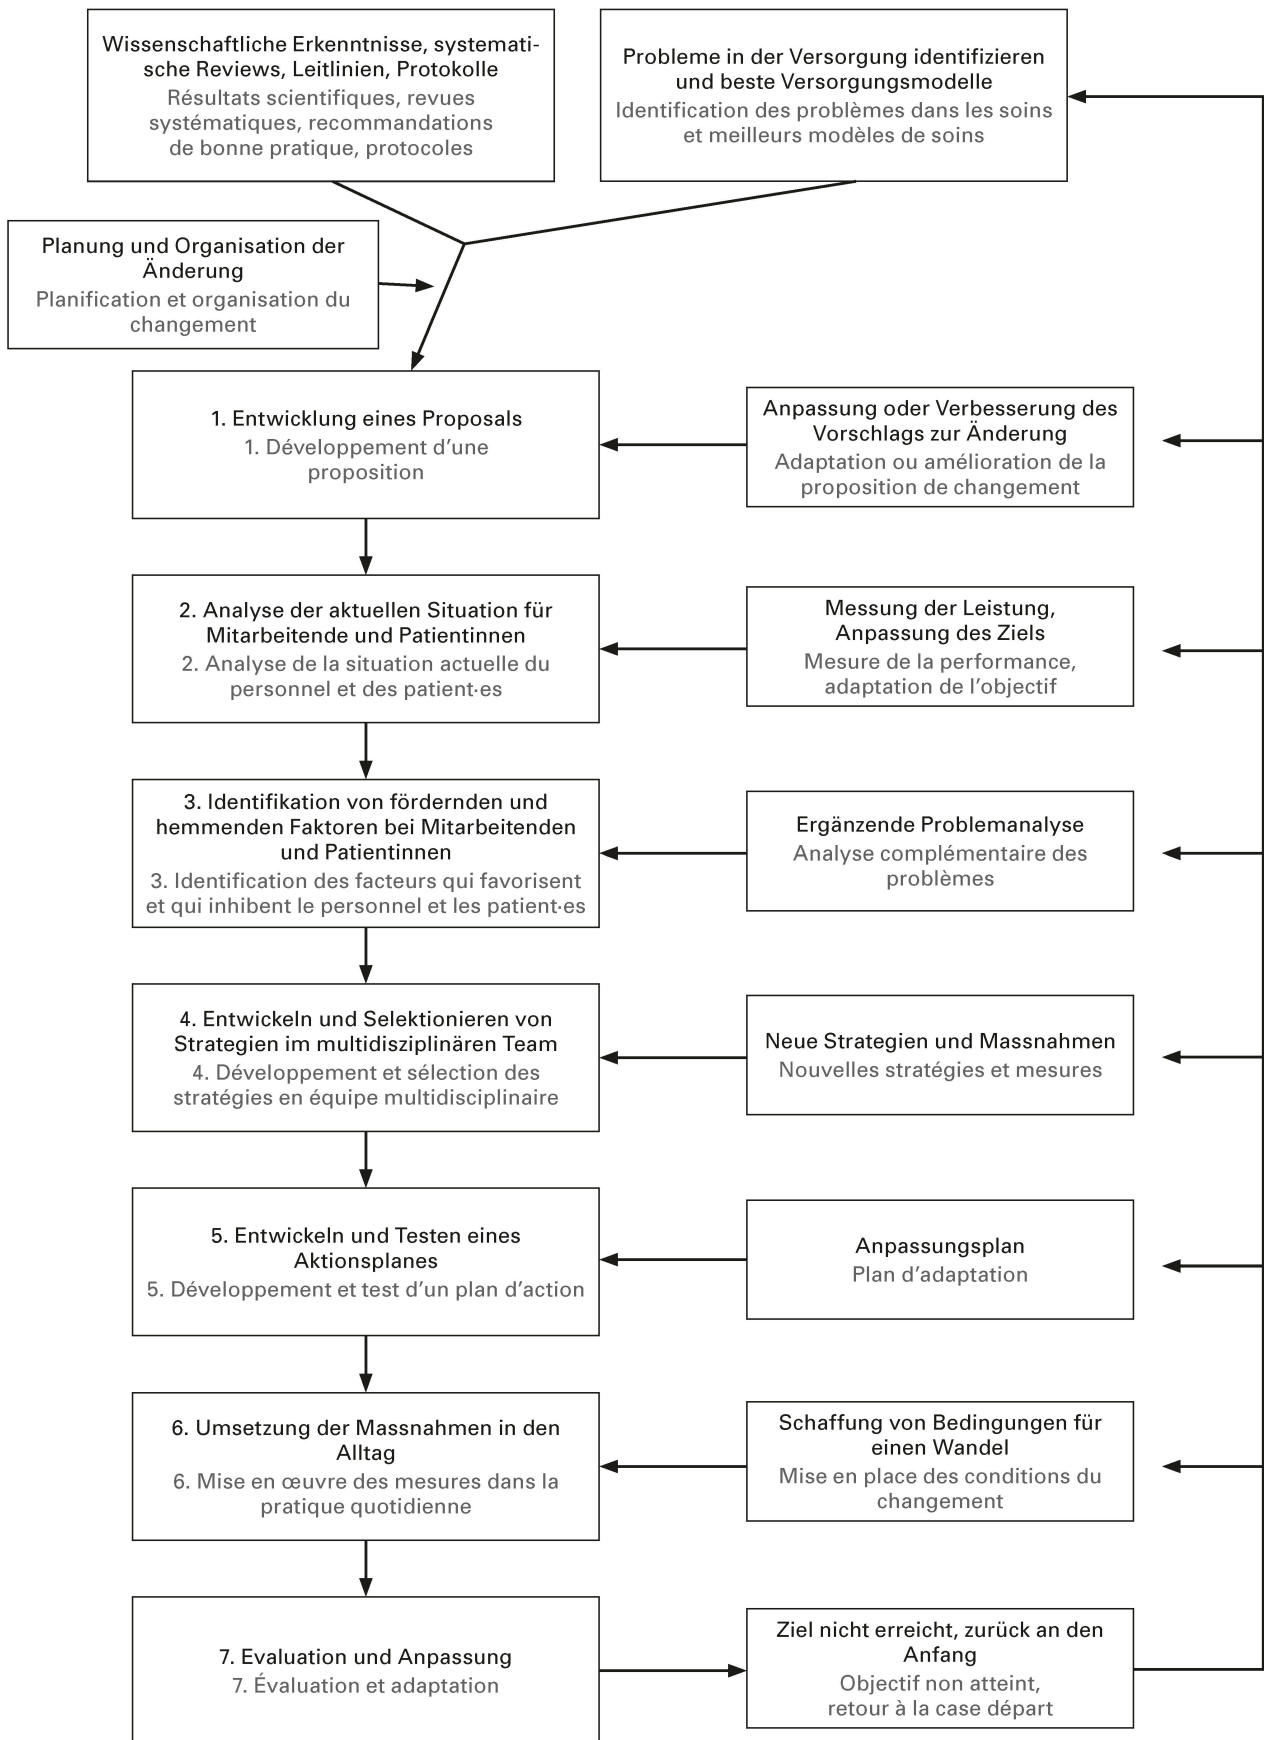 Wissenschaftliche Erkenntnisse, systemati-
sche Reviews, Leitlinien, Protokolle
Résultats scientifiques, revues
systématiques, recommandations
de bonne pratique, protocoles
Probleme in der Versorgung identifizieren
und beste Versorgungsmodelle
Identification des problèmes dans les soins
et meilleurs modèles de soins
Planung und Organisation der
Änderung
Planification et organisation du
changement
1. Entwicklung eines Proposals
1. Développement d’une
proposition
Anpassung oder Verbesserung des
Vorschlags zur Änderung
Adaptation ou amélioration de la
proposition de changement
2. Analyse der aktuellen Situation für
Mitarbeitende und Patientinnen
2. Analyse de la situation actuelle du
personnel et des patient·es
Messung der Leistung,
Anpassung des Ziels
Mesure de la performance,
adaptation de l’objectif
3. Identifikation von fördernden und
hemmenden Faktoren bei Mitarbeitenden
und Patientinnen
3. Identification des facteurs qui favorisent
et qui inhibent le personnel et les patient·es
Ergänzende Problemanalyse
Analyse complémentaire des
problèmes
4. Entwickeln und Selektionieren von
Strategien im multidisziplinären Team
4. Développement et sélection des
stratégies en équipe multidisciplinaire
Neue Strategien und Massnahmen
Nouvelles stratégies et mesures
5. Entwickeln und Testen eines
Aktionsplanes
5. Développement et test d’un plan d’action
Anpassungsplan
Plan d’adaptation
6. Umsetzung der Massnahmen in den
Alltag
6. Mise en œuvre des mesures dans la
pratique quotidienne
Schaffung von Bedingungen für
einen Wandel
Mise en place des conditions du
changement
7. Evaluation und Anpassung
7. Évaluation et adaptation
Ziel nicht erreicht, zurück an den
Anfang
Objectif non atteint,
retour à la case départ